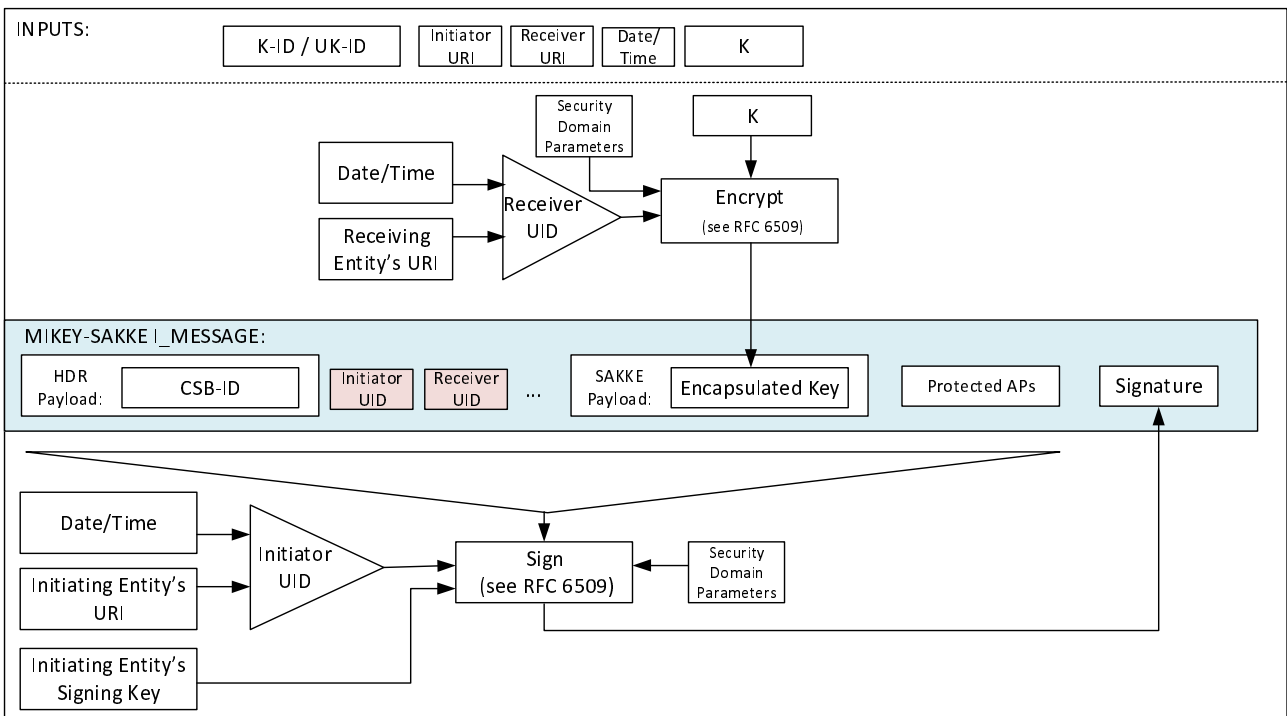 INPUTS:
K-ID / UK-ID
Initiator
URI
Receiver
URI
Date/
Time
K
Security
Domain
Parameters
K
Date/Time
Receiving
Entity's URI
Receiver
UID
Encrypt
(see RFC 6509)
MIKEY-SAKKE I_MESSAGE:
HDR
Payload:
CSB-ID
Initiator
UID
Receiver
UID
...
SAKKE
Payload:
Encapsulated Key
Protected APs
Signature
Date/Time
Initiating Entity's
URI
Initiator
UID
Sign
(see RFC 6509)
Security
Domain
Parameters
Initiating Entity's
Signing Key